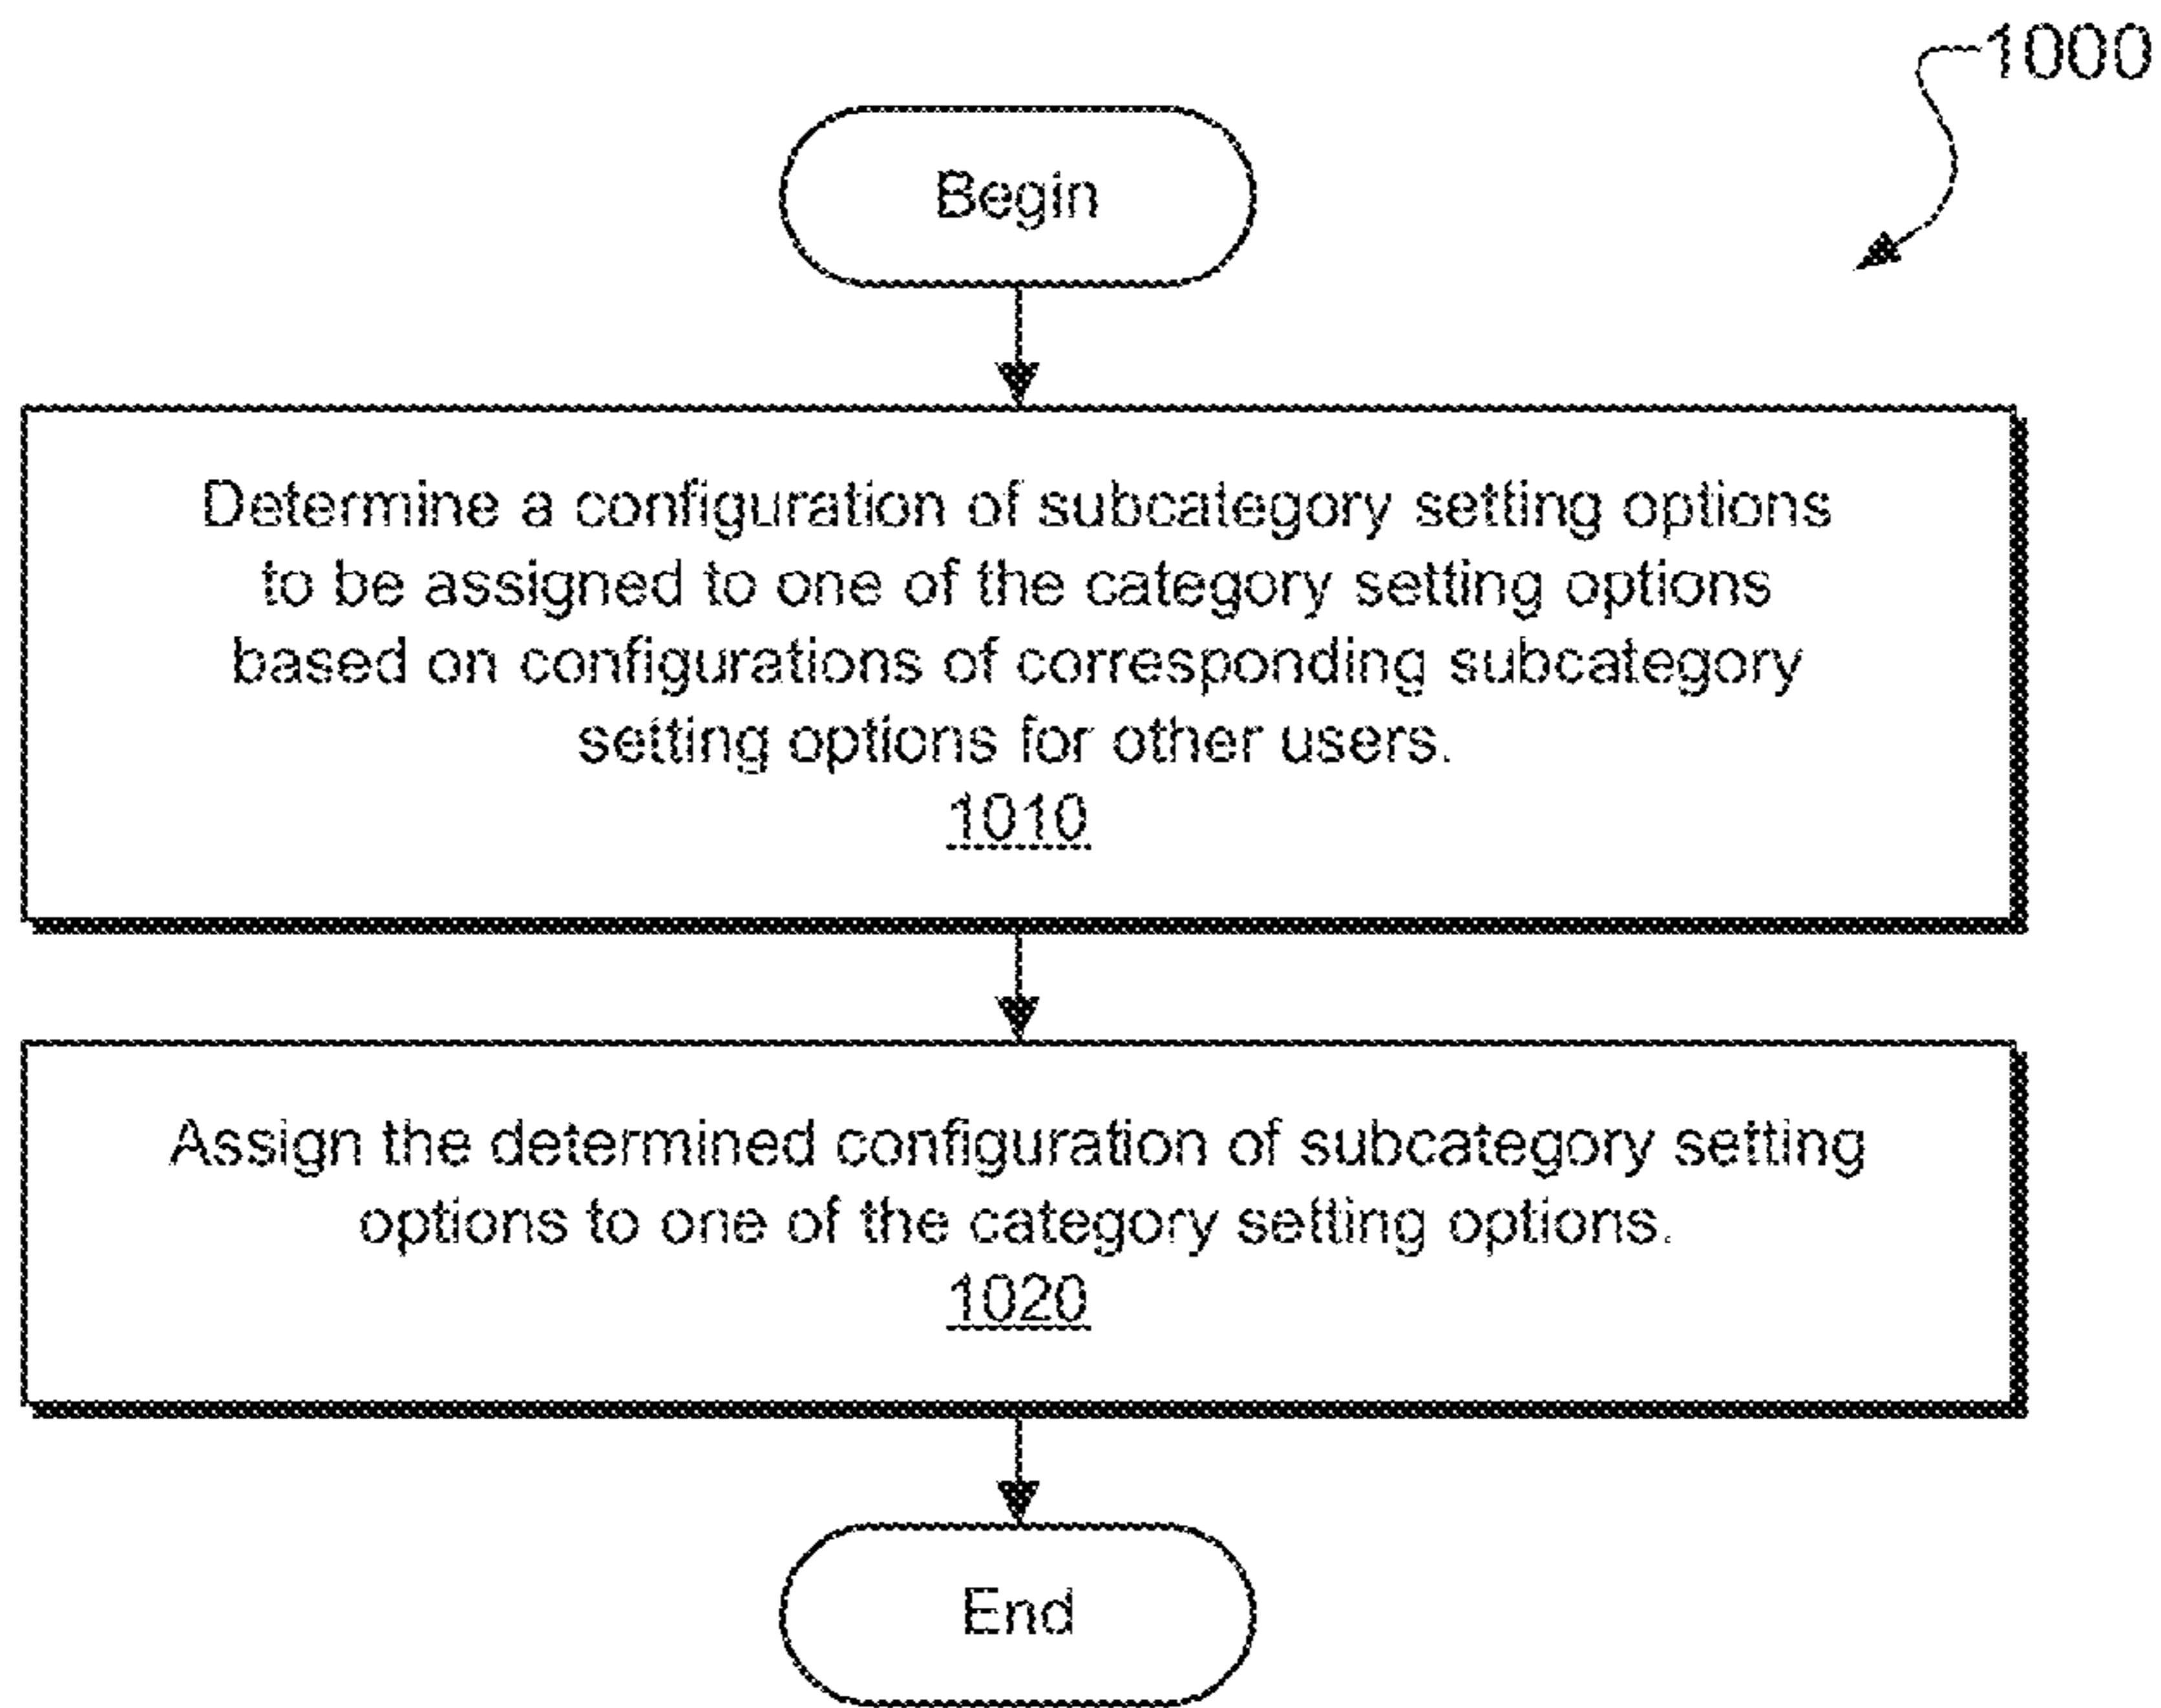 1000
Begin
Determine a configuration of subcategory setting options
to be assigned to one of the category setting options
based on configurations of corresponding subcategory
setting options for other users.
1010
Assign the determined configuration of subcategory setting
options to one of the category setting options.
1020
End